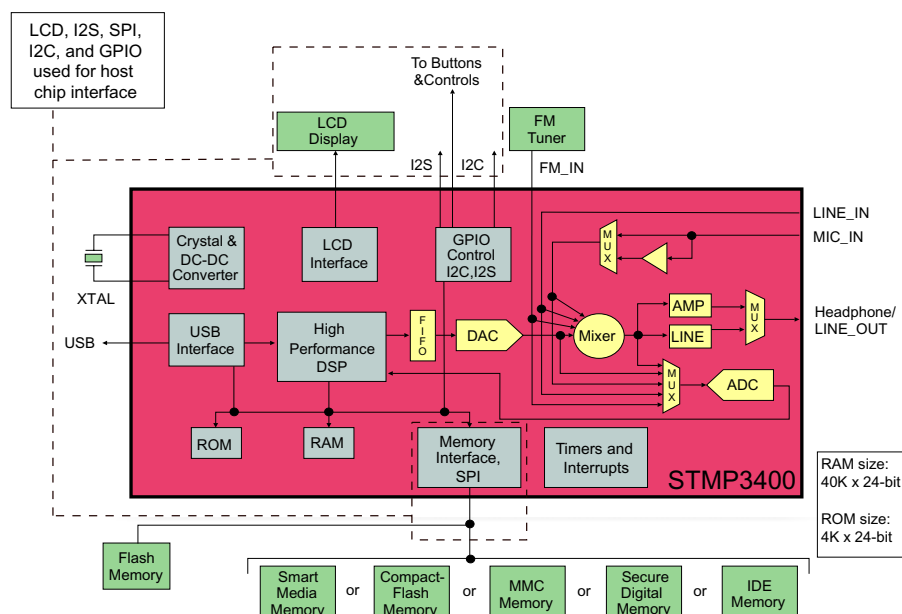 LCD, I2S, SPI,
I2C, and GPIO
used for host
chip interface
To Buttons
&Controls
LCD
Display
FM
Tuner
I2S
I2C
FM_IN
LINE_IN
MIC_IN
Crystal &
DC-DC
Converter
LCD
Interface
GPIO
Control
I2C,I2S
MUX
XTAL
USB
USB
Interface
High
Performance
DSP
FIFO
DAC
Mixer
AMP
LINE
MUX
Headphone/
LINE_OUT
MUX
ADC
ROM
RAM
Memory
Interface,
SPI
Timers and
Interrupts
STMP3400
RAM size:
40K x 24-bit
ROM size:
4K x 24-bit
Flash
Memory
Smart
Media
Memory
or
Compact-
Flash
Memory
or
MMC
Memory
or
Secure
Digital
Memory
or
IDE
Memory